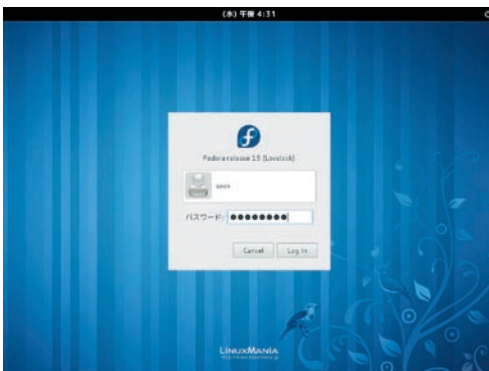 (水) 午後 4:31
Fedora release 15 (Lovelock)
パスワード:
Cancel
Log In
LINUXMANIA